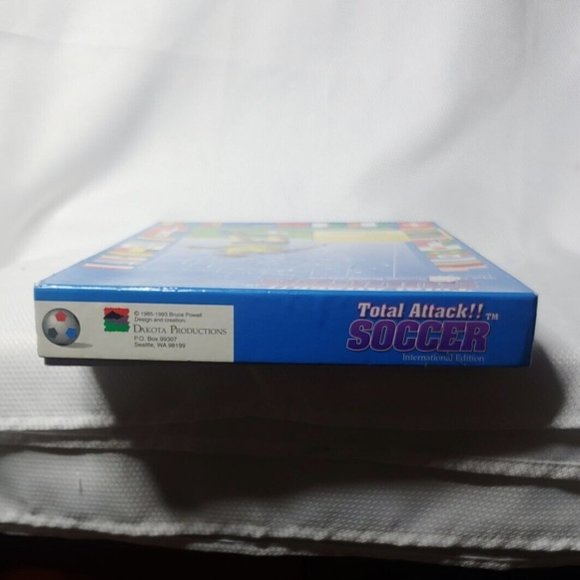 © 1985-1993 Bruce Powell
Design and creation.
DAKOTA PRODUCTIONS
P.O. Box 99307
Seattle, WA 98199
Total Attack!!™
SOCCER
International Edition